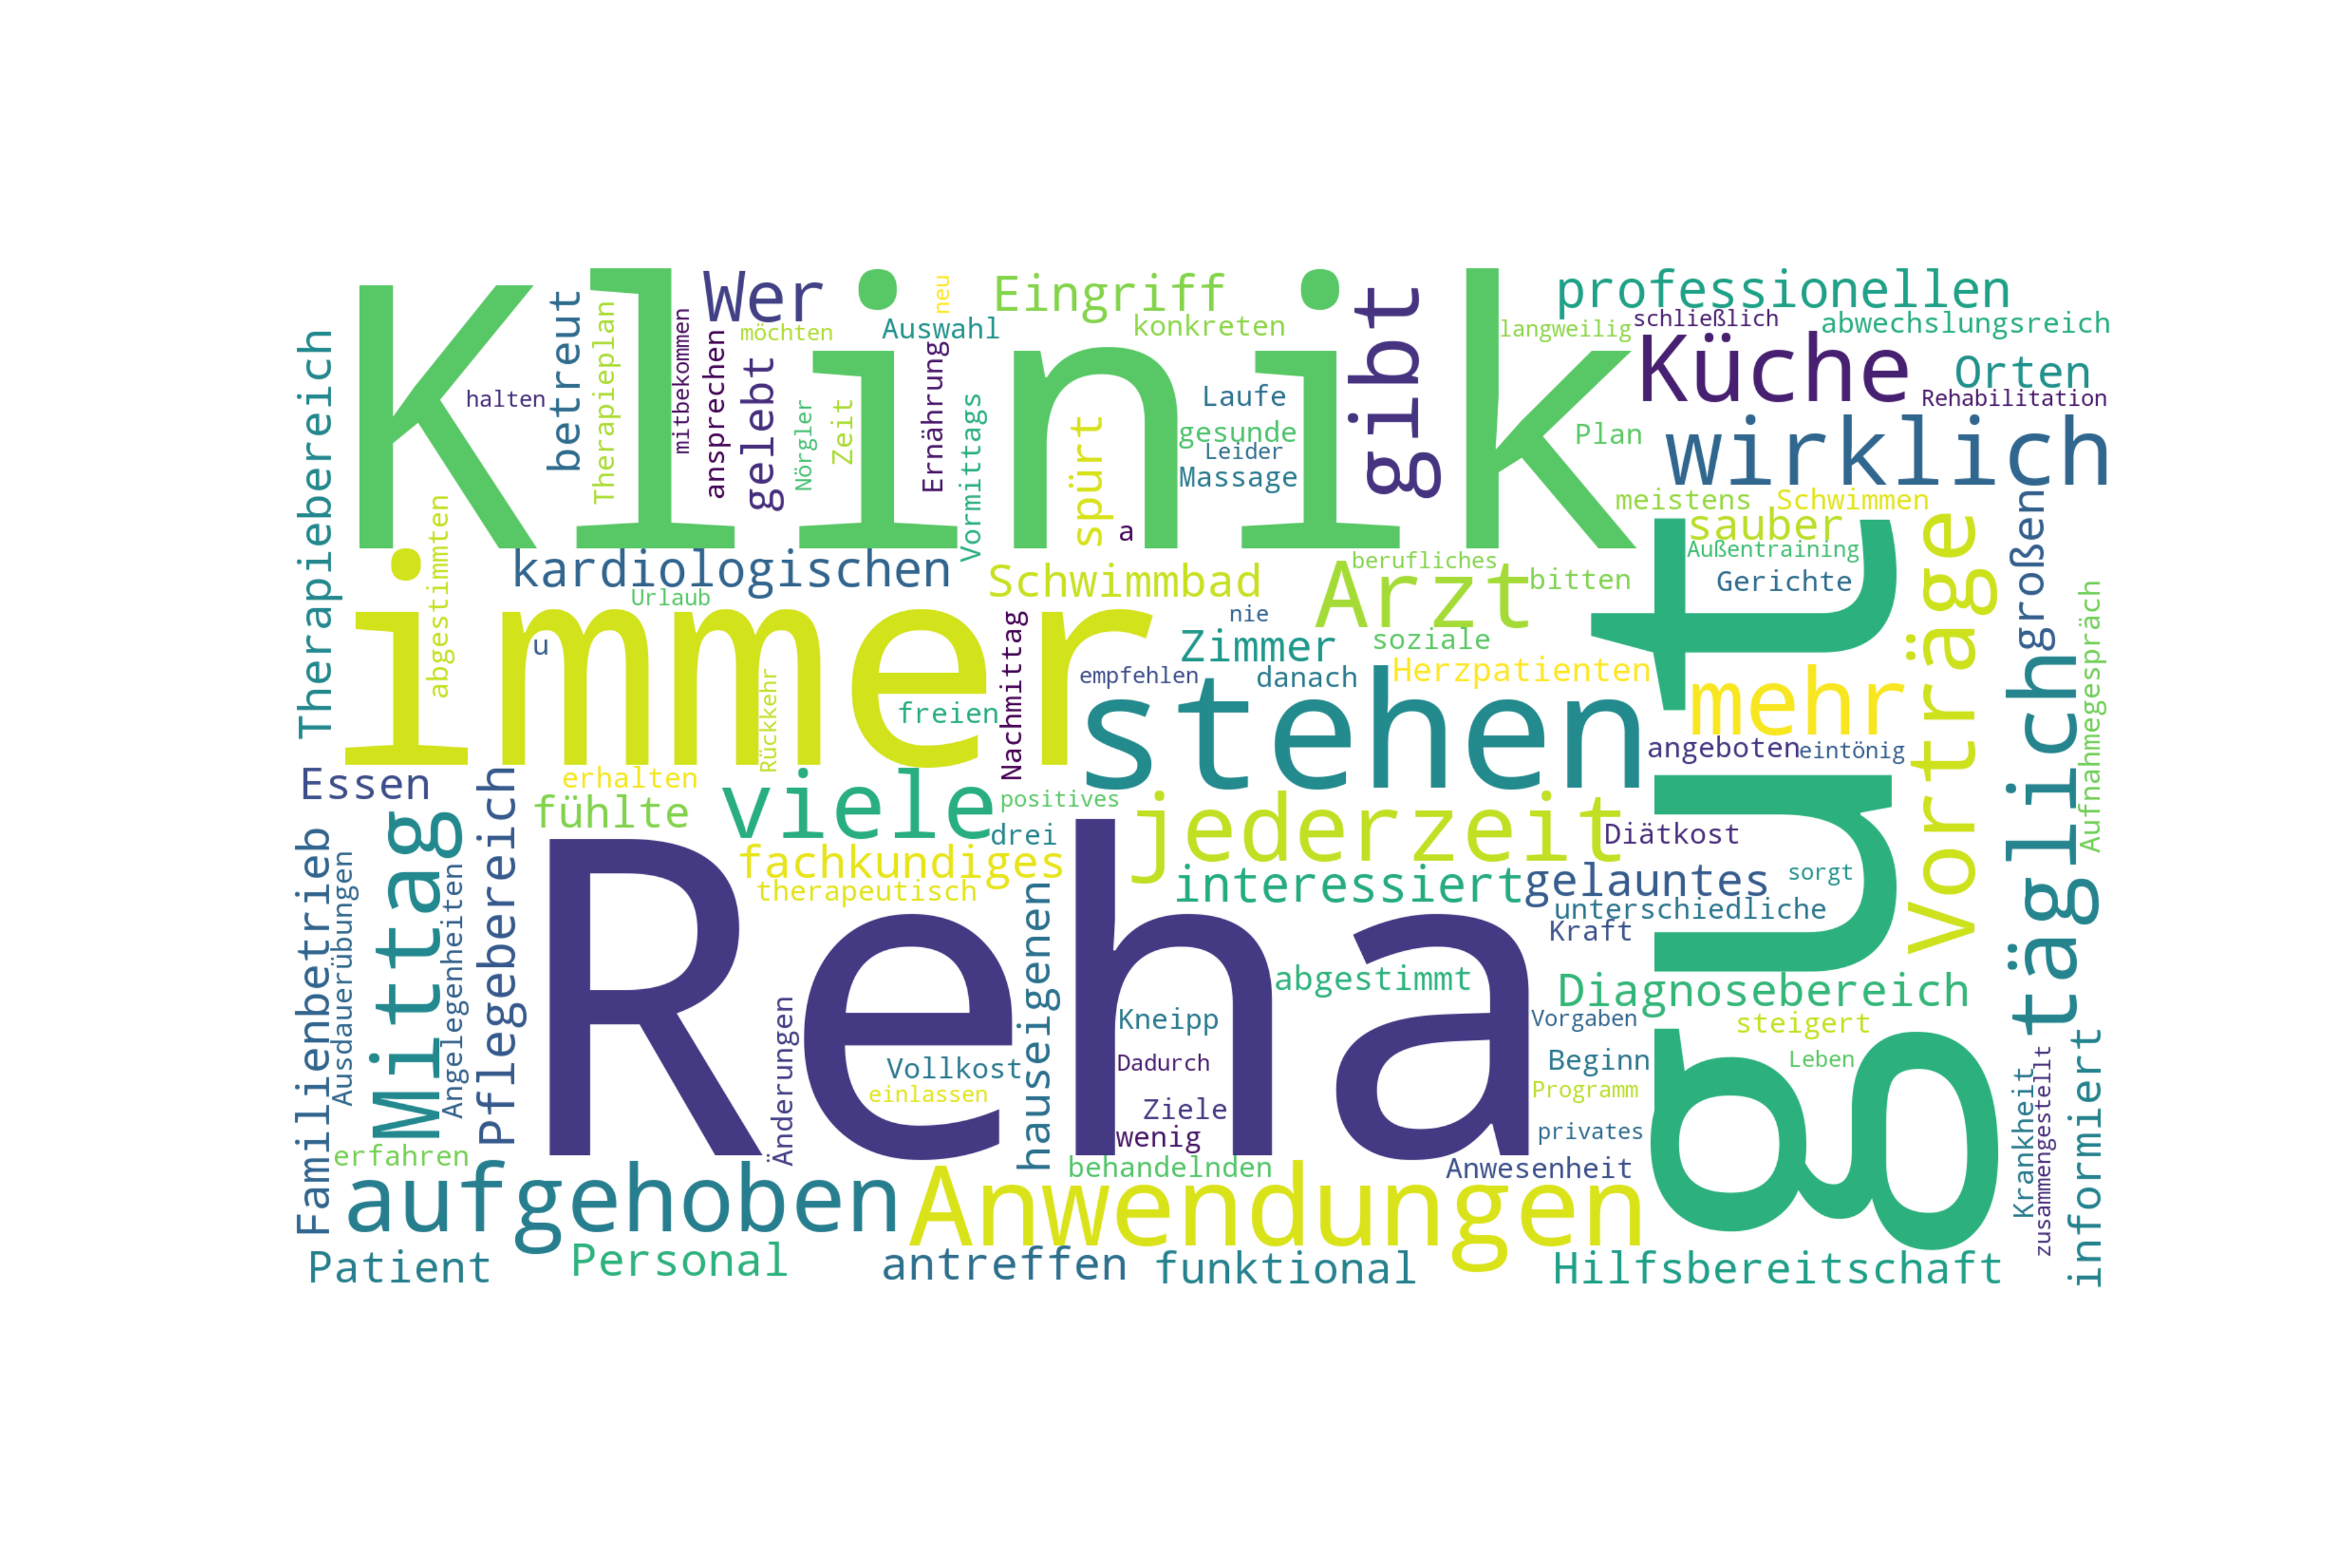 Klinik
Reha
gut
immer
stehen
Therapiebereich
halten
betreut
Therapieplan
mitbekommen
Wer
ansprechen
möchten
gelebt
Nörgler
Zeit
Auswahl
neu
Ernährung
Vormittags
Eingriff
konkreten
spürt
a
Laufe
gesunde
Leider
Massage
gibt
langweilig
professionellen
schließlich
abwechslungsreich
Küche
Orten
Rehabilitation
Plan
wirklich
meistens
Schwimmen
sauber
Außentraining
Gerichte
großen
Vorträge
täglich
Aufnahmegespräch
abgestimmten
kardiologischen
Urlaub
u
Schwimmbad
berufliches
Arzt
bitten
nie
Zimmer
soziale
empfehlen
danach
Herzpatienten
mehr
Rückkehr
freien
Nachmittag
angeboten
eintönig
Essen
erhalten
fühlte
viele
positives
drei
jederzeit
Diätkost
fachkundiges
therapeutisch
interessiert
gelauntes
sorgt
unterschiedliche
Kraft
Familienbetrieb
Ausdauerübungen
Mittag
Angelegenheiten
Pflegebereich
hauseigenen
abgestimmt
Diagnosebereich
Kneipp
Vorgaben
steigert
Änderungen
Vollkost
Dadurch
Beginn
Leben
einlassen
Ziele
Programm
wenig
privates
Krankheit
zusammengestellt
informiert
erfahren
behandelnden
Anwesenheit
aufgehoben
Anwendungen
Patient
Personal
antreffen
funktional
Hilfsbereitschaft